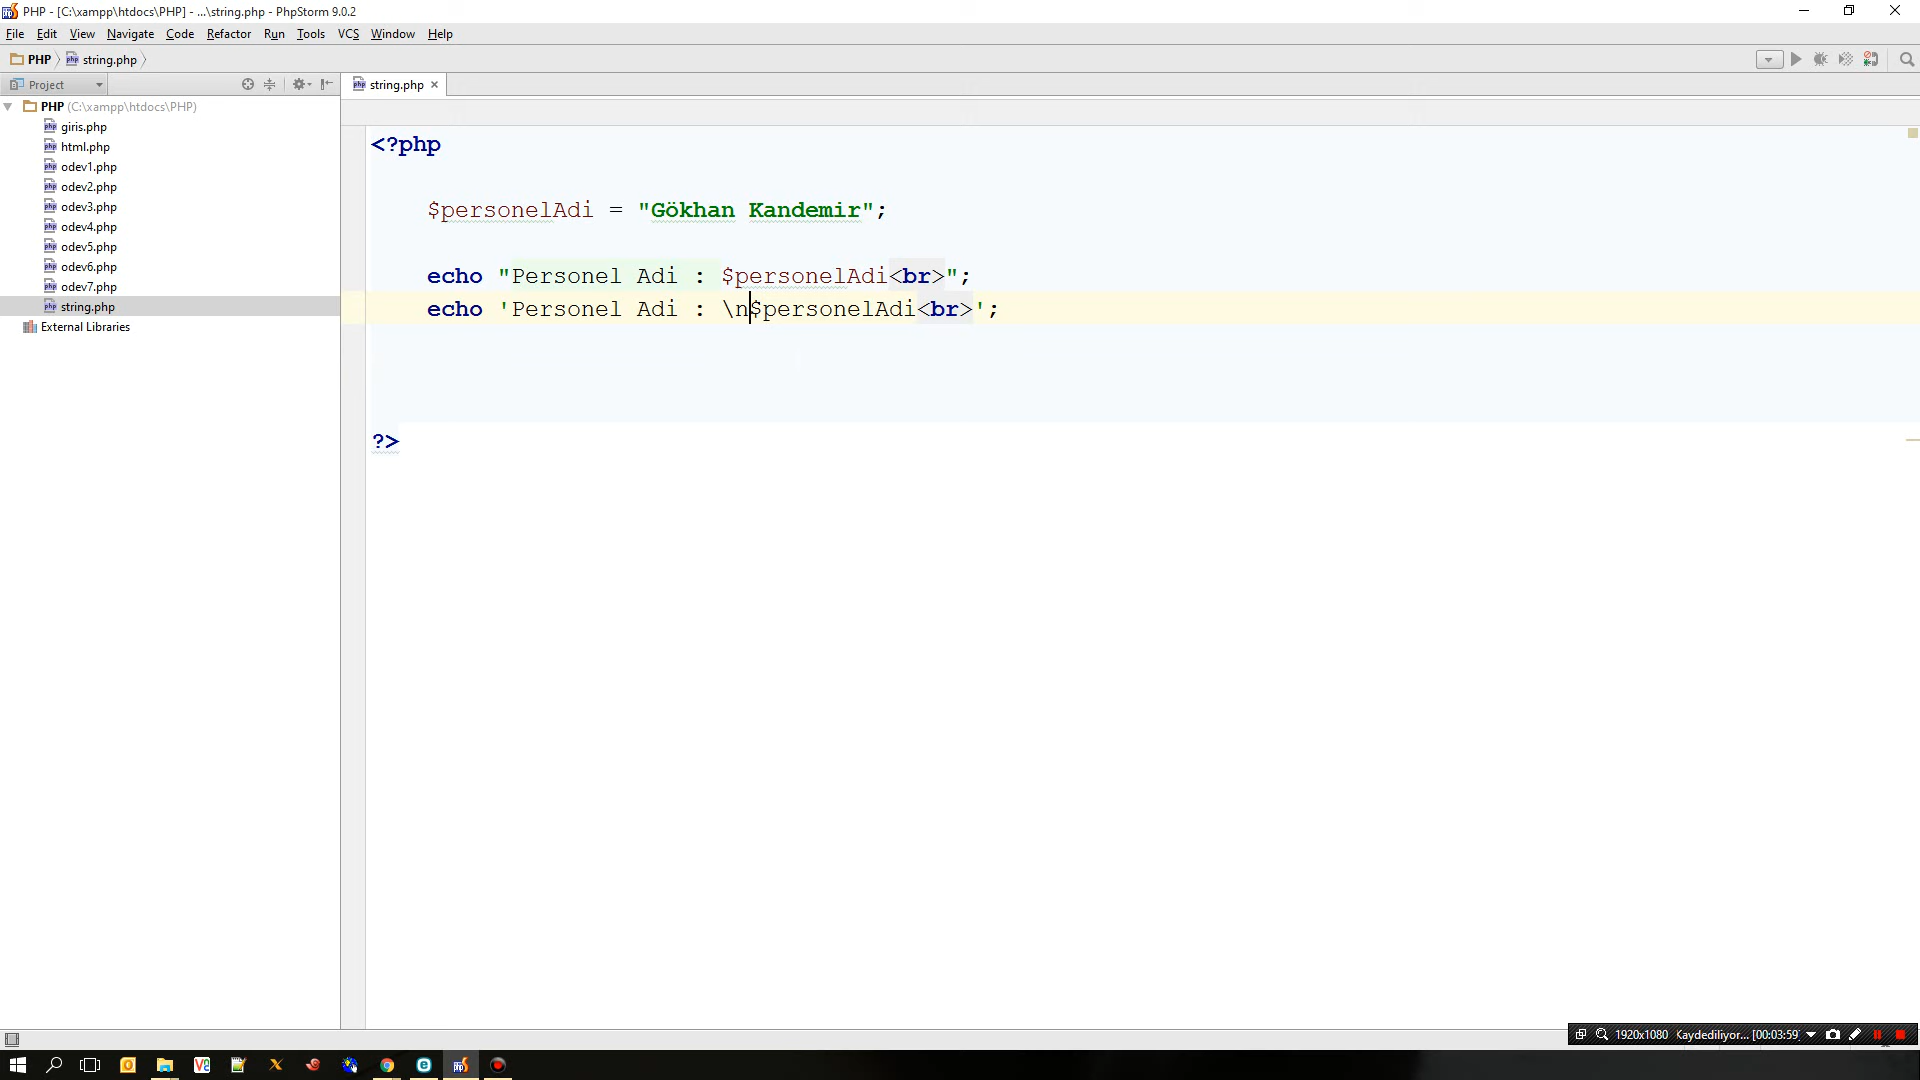 PHP - [C:\xampp\htdocs\PHP] - ...\string.php - PhpStorm 9.0.2
File Edit View Navigate Code Refactor Run Tools VCS Window Help
PHP string.php
Project
string.php
PHP (C:\xampp\htdocs\PHP)
giris.php
html.php
odev1.php
odev2.php
odev3.php
odev4.php
odev5.php
odev6.php
odev7.php
string.php
External Libraries
<?php
$personelAdi = "Gökhan Kandemir";
echo "Personel Adi : $personelAdi<br>";
echo 'Personel Adi : \n$personelAdi<br>';
?>
1920x1080 Kaydediliyor... [00:03:59]